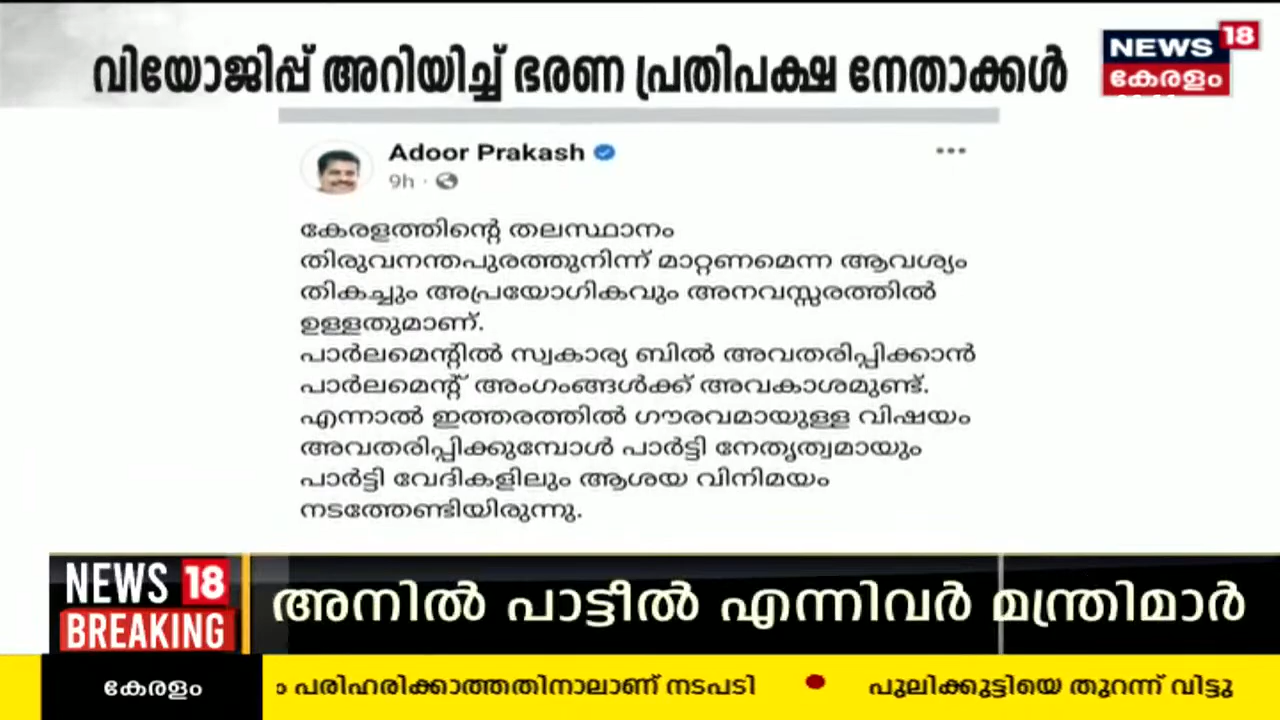 വിയോജിപ്പ് അറിയിച്ച് ഭരണ പ്രതിപക്ഷ നേതാക്കൾ
NEWS 18
കേരളം
Adoor Prakash
9h ·
കേരളത്തിന്റെ തലസ്ഥാനം
തിരുവനന്തപുരത്തുനിന്ന് മാറ്റണമെന്ന ആവശ്യം
തികച്ചും അപ്രയോഗികവും അനവസ്സരത്തിൽ
ഉള്ളതുമാണ്.
പാർലമെന്റിൽ സ്വകാര്യ ബിൽ അവതരിപ്പിക്കാൻ
പാർലമെന്റ് അംഗംങ്ങൾക്ക് അവകാശമുണ്ട്.
എന്നാൽ ഇത്തരത്തിൽ ഗൗരവമായുള്ള വിഷയം
അവതരിപ്പിക്കുമ്പോൾ പാർട്ടി നേതൃത്വമായും
പാർട്ടി വേദികളിലും ആശയ വിനിമയം
നടത്തേണ്ടിയിരുന്നു.
NEWS 18
BREAKING
അനിൽ പാട്ടീൽ എന്നിവർ മന്ത്രിമാർ
കേരളം
പരിഹരിക്കാത്തതിനാലാണ് നടപടി • പുലിക്കുട്ടിയെ തുറന്ന് വിട്ടു